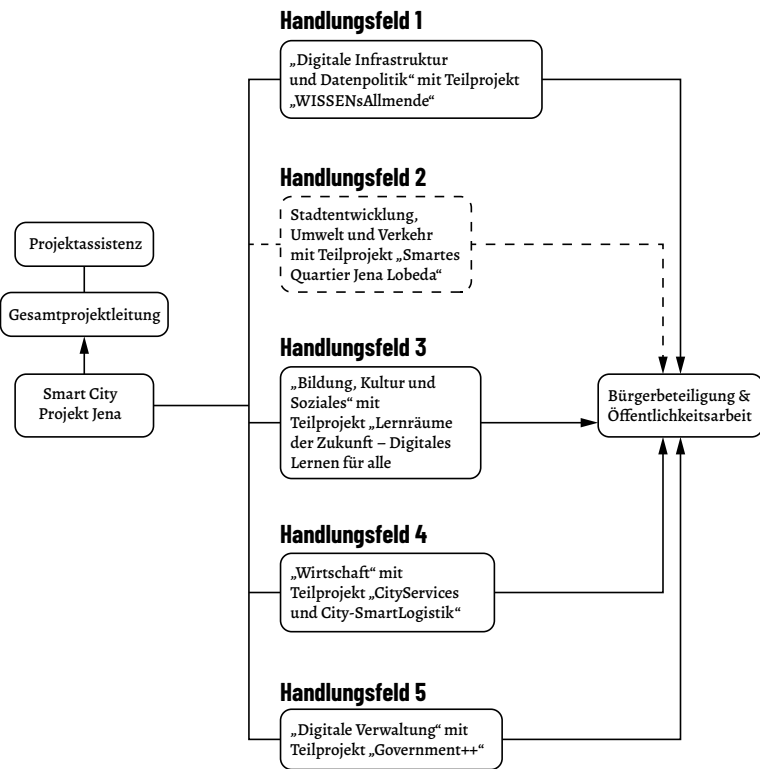 Handlungsfeld 1
„Digitale Infrastruktur
und Datenpolitik“ mit Teilprojekt
„WISSENsAllmende“
Handlungsfeld 2
Stadtentwicklung,
Umwelt und Verkehr
mit Teilprojekt „Smartes
Quartier Jena Lobeda“
Projektassistenz
Gesamtprojektleitung
Smart City
Projekt Jena
Handlungsfeld 3
„Bildung, Kultur und
Soziales“ mit
Teilprojekt „Lernräume
der Zukunft – Digitales
Lernen für alle
Bürgerbeteiligung &
Öffentlichkeitsarbeit
Handlungsfeld 4
„Wirtschaft“ mit
Teilprojekt „CityServices
und City-SmartLogistik“
Handlungsfeld 5
„Digitale Verwaltung“ mit
Teilprojekt „Government++“